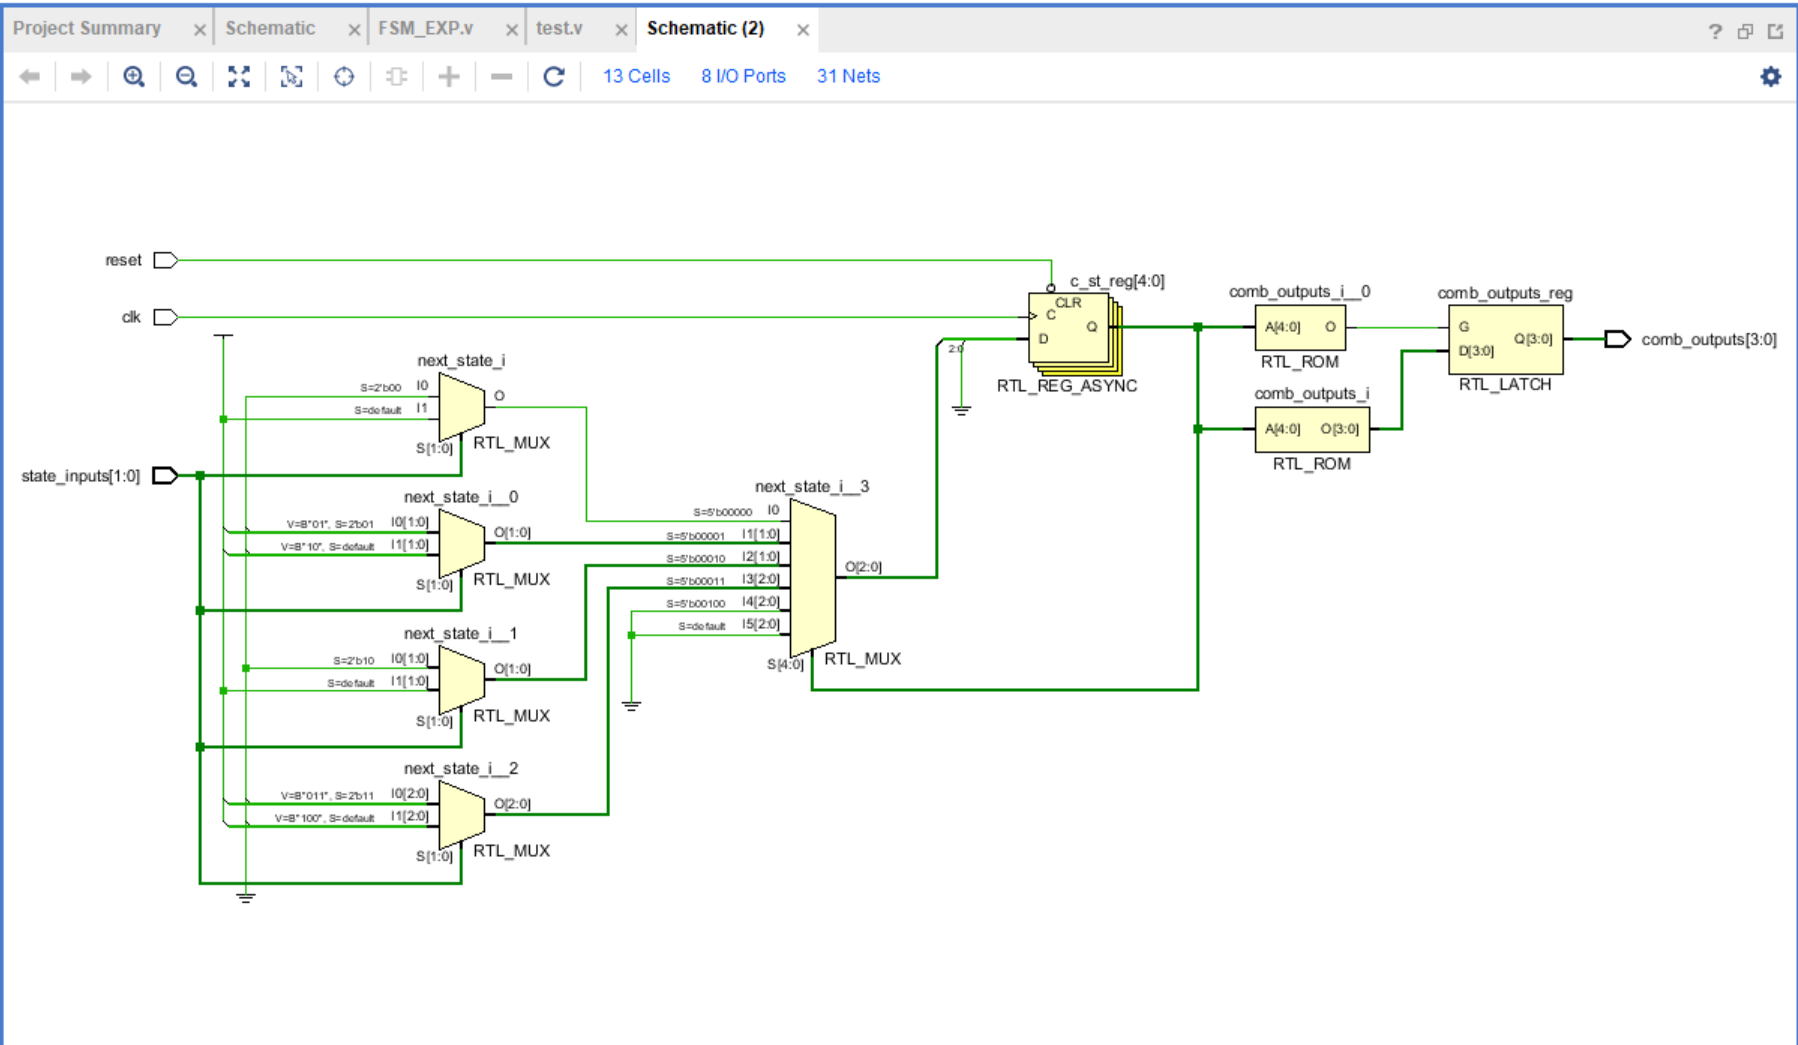 Project Summary × Schematic × FSM_EXP.v × test.v × Schematic (2) × ?
13 Cells 8 I/O Ports 31 Nets
reset
clk
state_inputs[1:0]
next_state_i
S=2'b00 I0
S=default I1
O
S[1:0]
RTL_MUX
next_state_i__0
V=B"01", S=2'b01 I0[1:0]
V=B"10", S=default I1[1:0]
O[1:0]
S[1:0]
RTL_MUX
next_state_i__1
S=2'b10 I0[1:0]
S=default I1[1:0]
O[1:0]
S[1:0]
RTL_MUX
next_state_i__2
V=B"011", S=2'b11 I0[2:0]
V=B"100", S=default I1[2:0]
O[2:0]
S[1:0]
RTL_MUX
next_state_i__3
S=5'b00000 I0
S=5'b00001 I1[1:0]
S=5'b00010 I2[1:0]
S=5'b00011 I3[2:0]
S=5'b00100 I4[2:0]
S=default I5[2:0]
O[2:0]
S[4:0]
RTL_MUX
c_st_reg[4:0]
CLR
C
D
Q
2:0
RTL_REG_ASYNC
comb_outputs_i__0
A[4:0] O
RTL_ROM
comb_outputs_i
A[4:0] O[3:0]
RTL_ROM
comb_outputs_reg
G
D[3:0]
Q[3:0]
RTL_LATCH
comb_outputs[3:0]